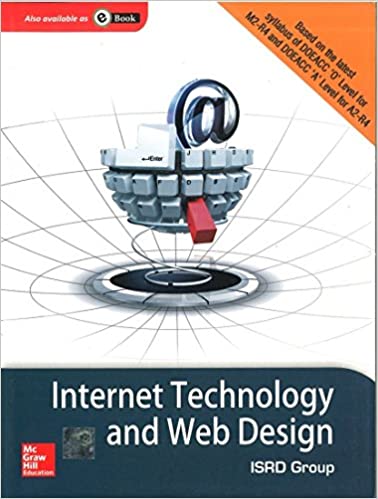 Also available as e Book
Based on the latest
syllabus of DOEACC 'O' Level for
M2-R4 and DOEACC 'A' Level for A2-R4
Enter
Internet Technology
and Web Design
ISRD Group
Mc
Graw
Hill
Education